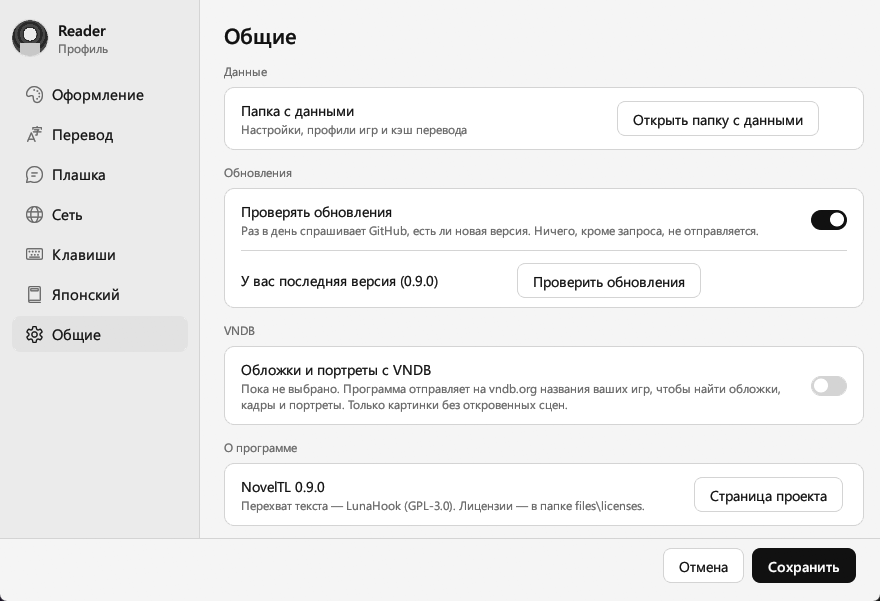 Reader
Профиль
Оформление
Перевод
Плашка
Сеть
Клавиши
Японский
Общие
Общие
Данные
Папка с данными
Настройки, профили игр и кэш перевода
Открыть папку с данными
Обновления
Проверять обновления
Раз в день спрашивает GitHub, есть ли новая версия. Ничего, кроме запроса, не отправляется.
У вас последняя версия (0.9.0)
Проверить обновления
VNDB
Обложки и портреты с VNDB
Пока не выбрано. Программа отправляет на vndb.org названия ваших игр, чтобы найти обложки,
кадры и портреты. Только картинки без откровенных сцен.
О программе
NovelTL 0.9.0
Перехват текста — LunaHook (GPL-3.0). Лицензии — в папке files\licenses.
Страница проекта
Отмена
Сохранить